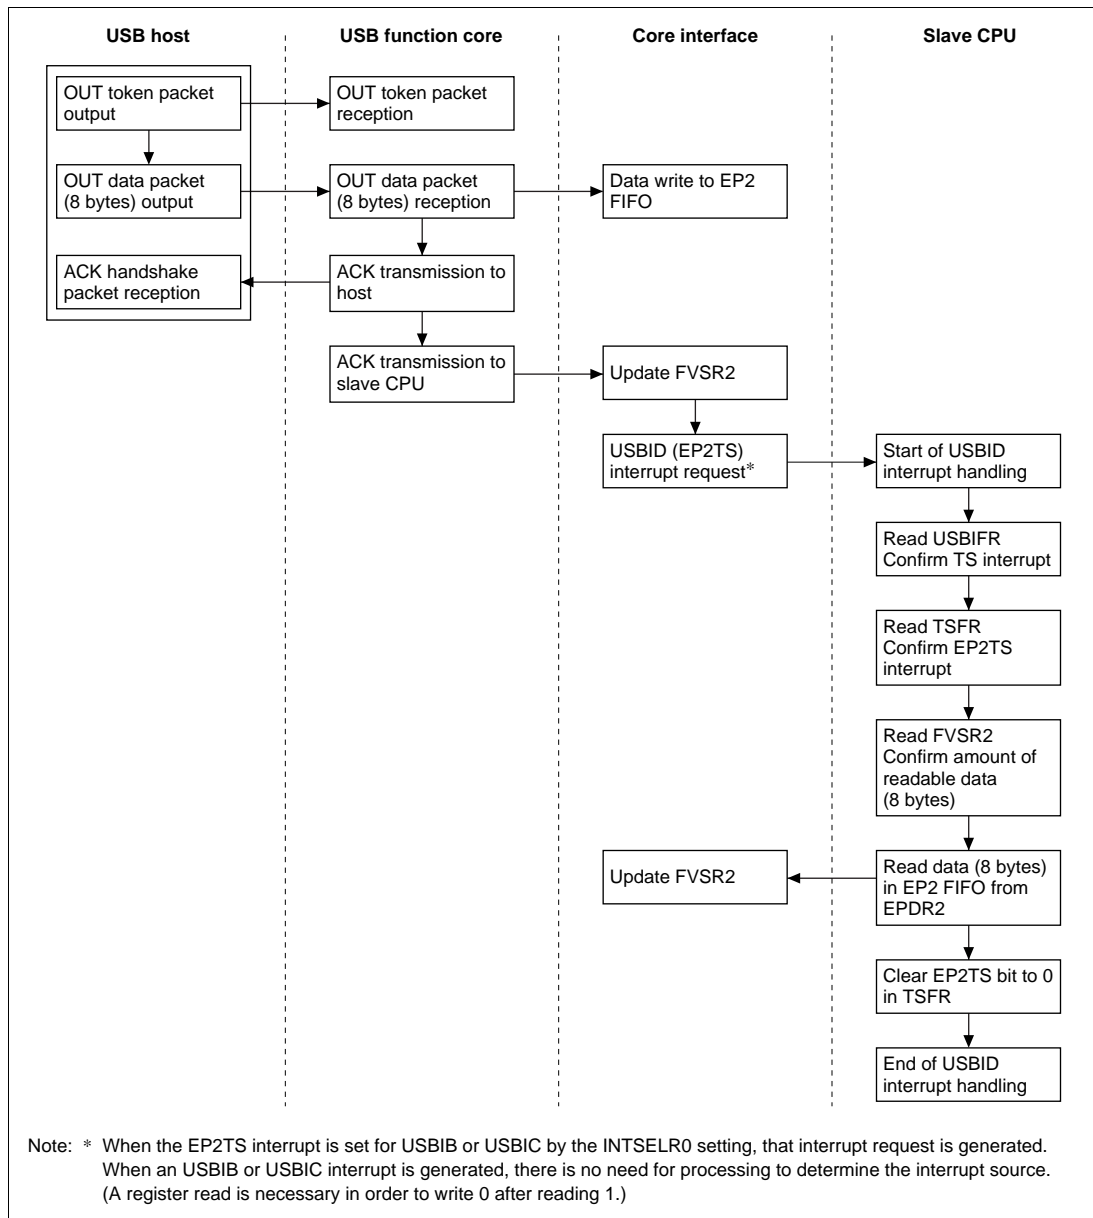 USB host
USB function core
Core interface
Slave CPU
OUT token packet
output
OUT token packet
reception
OUT data packet
(8 bytes) output
OUT data packet
(8 bytes) reception
Data write to EP2
FIFO
ACK handshake
packet reception
ACK transmission to
host
ACK transmission to
slave CPU
Update FVSR2
USBID (EP2TS)
interrupt request*
Start of USBID
interrupt handling
Read USBIFR
Confirm TS interrupt
Read TSFR
Confirm EP2TS
interrupt
Read FVSR2
Confirm amount of
readable data
(8 bytes)
Update FVSR2
Read data (8 bytes)
in EP2 FIFO from
EPDR2
Clear EP2TS bit to 0
in TSFR
End of USBID
interrupt handling
Note: * When the EP2TS interrupt is set for USBIB or USBIC by the INTSELR0 setting, that interrupt request is generated.
When an USBIB or USBIC interrupt is generated, there is no need for processing to determine the interrupt source.
(A register read is necessary in order to write 0 after reading 1.)